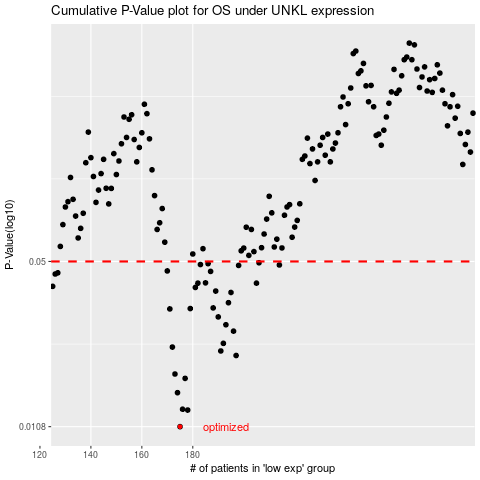 Cumulative P-Value plot for OS under UNKL expression
P-Value(log10)
0.05
0.0108
optimized
120
140
160
180
# of patients in 'low exp' group